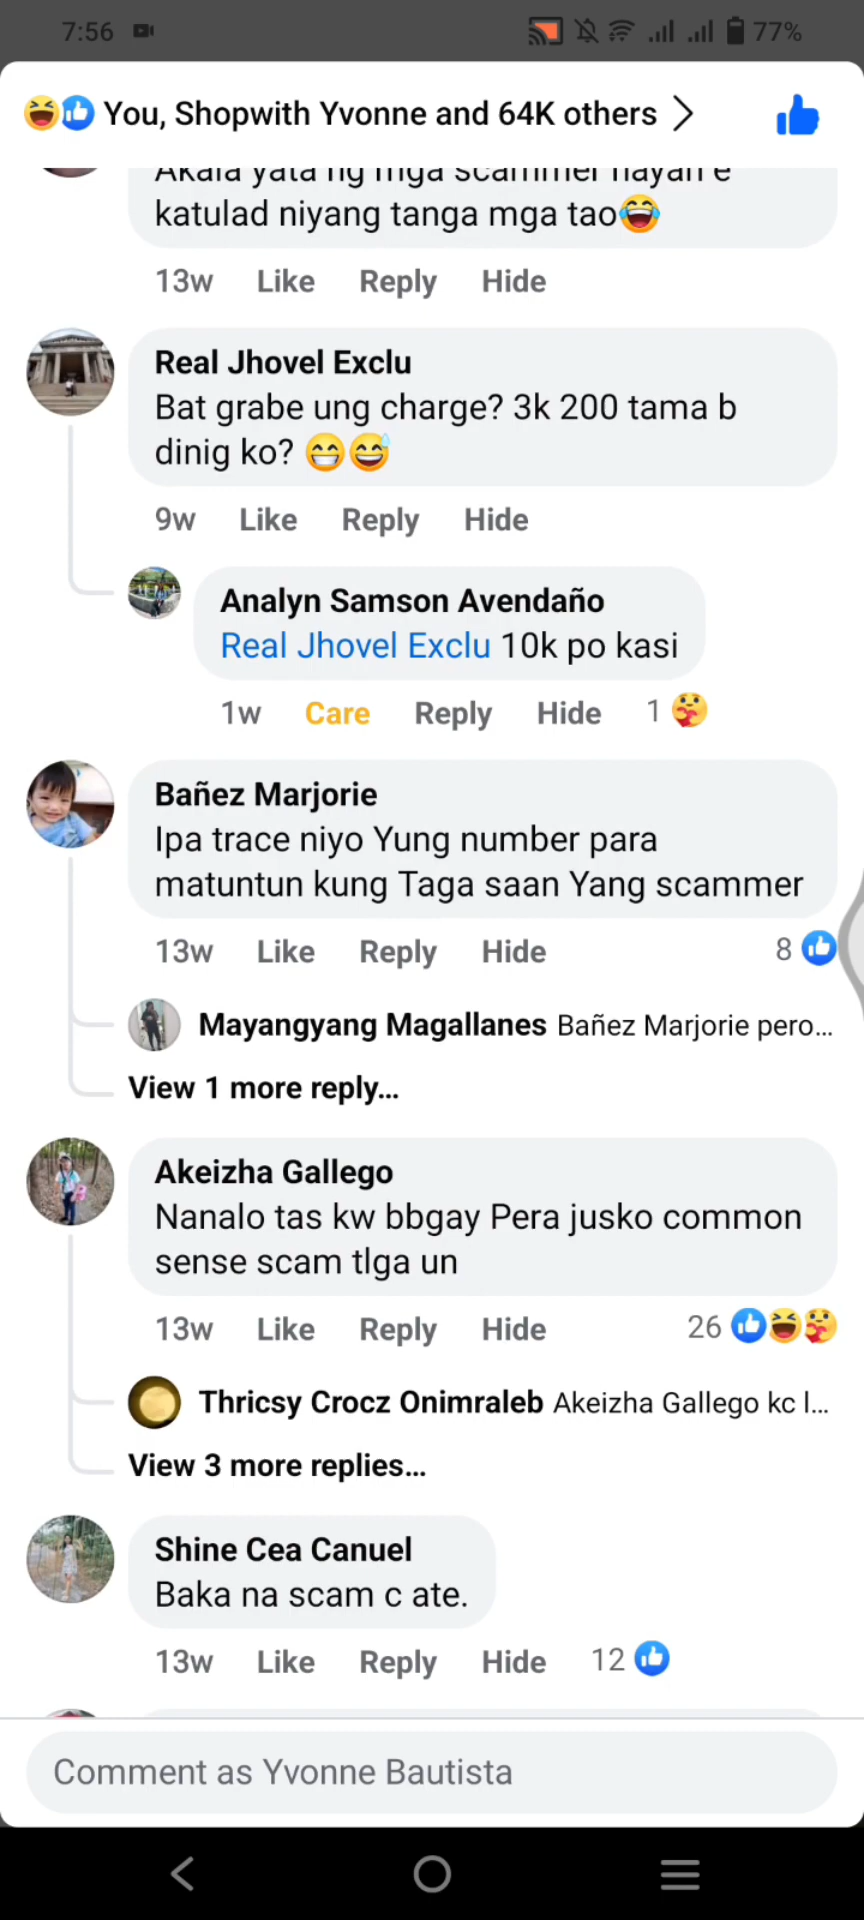 7:56
77%
You, Shopwith Yvonne and 64K others
Akala yata ng mga scammer nayan e
katulad niyang tanga mga tao
13w Like Reply Hide
Real Jhovel Exclu
Bat grabe ung charge? 3k 200 tama b
dinig ko?
9w Like Reply Hide
Analyn Samson Avendaño
Real Jhovel Exclu 10k po kasi
1w Care Reply Hide 1
Bañez Marjorie
Ipa trace niyo Yung number para
matuntun kung Taga saan Yang scammer
13w Like Reply Hide 8
Mayangyang Magallanes Bañez Marjorie pero...
View 1 more reply...
Akeizha Gallego
Nanalo tas kw bbgay Pera jusko common
sense scam tlga un
13w Like Reply Hide 26
Thricsy Crocz Onimraleb Akeizha Gallego kc l...
View 3 more replies...
Shine Cea Canuel
Baka na scam c ate.
13w Like Reply Hide 12
Comment as Yvonne Bautista